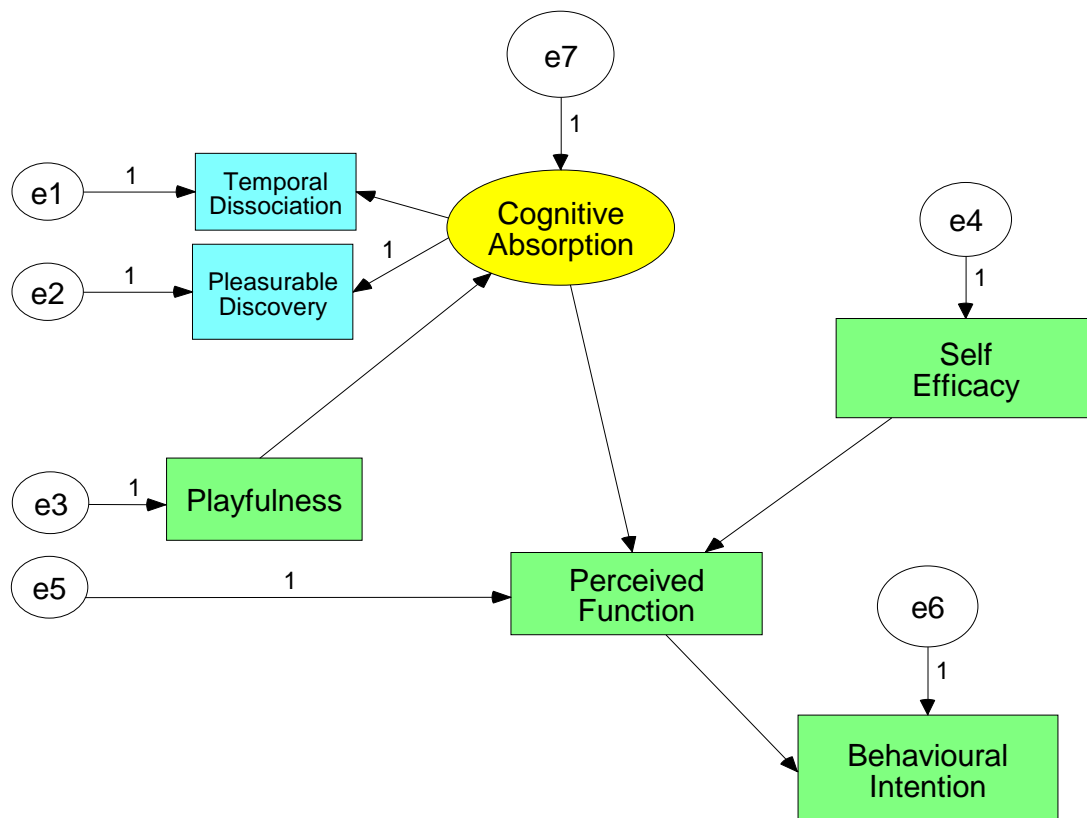 e7
1
e1
1
Temporal
Dissociation
Cognitive
Absorption
e4
1
1
e2
1
Pleasurable
Discovery
Self
Efficacy
e3
1
Playfulness
e5
1
Perceived
Function
e6
1
Behavioural
Intention